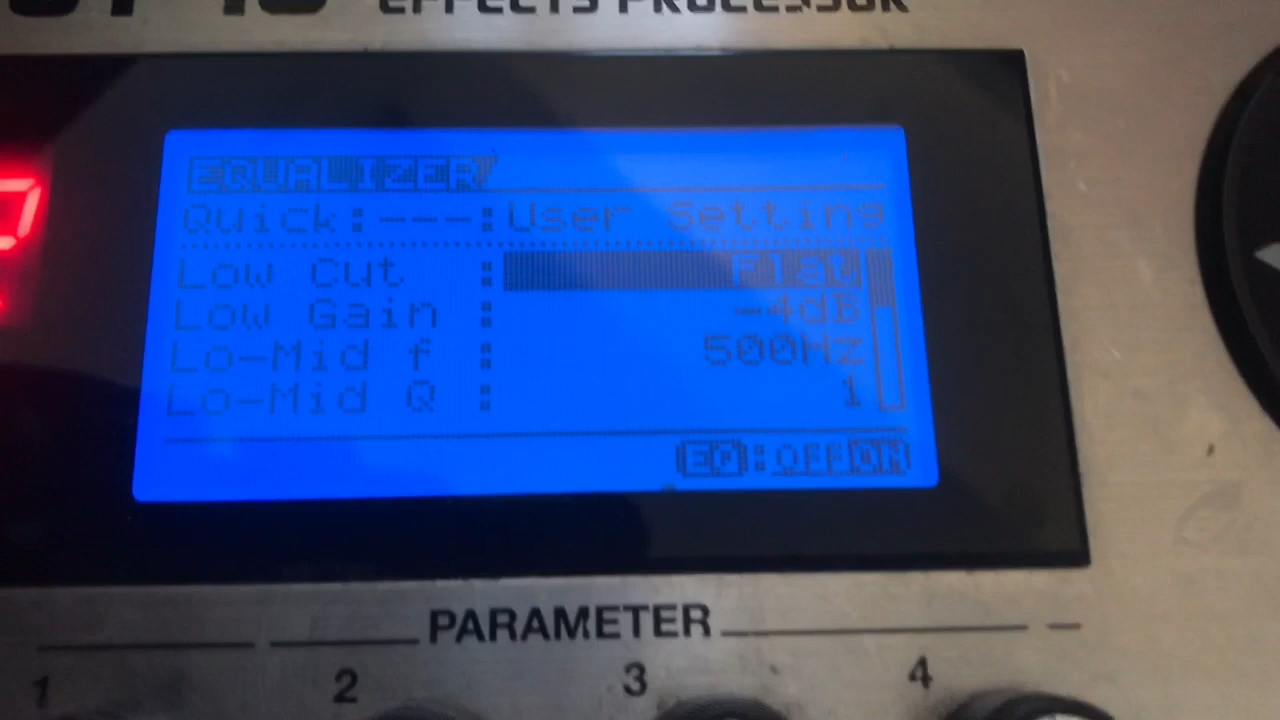 EFFECTS PROCESSOR
EQUALIZER
Quick:---:User Setting
Low Cut : Flat
Low Gain : -4dB
Lo-Mid f : 500Hz
Lo-Mid Q : 1
EQ:OFF ON
PARAMETER
1 2 3 4